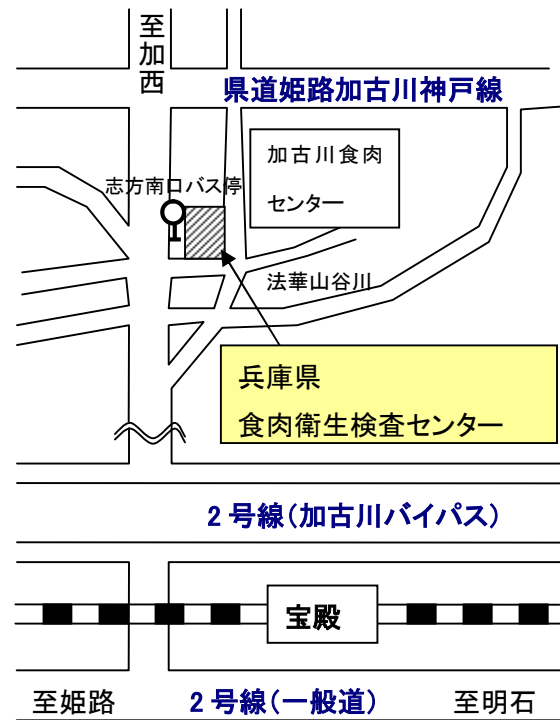 至加西
県道姫路加古川神戸線
加古川食肉
センター
志方南口バス停
法華山谷川
兵庫県
食肉衛生検査センター
2号線(加古川バイパス)
宝殿
至姫路
2号線(一般道)
至明石